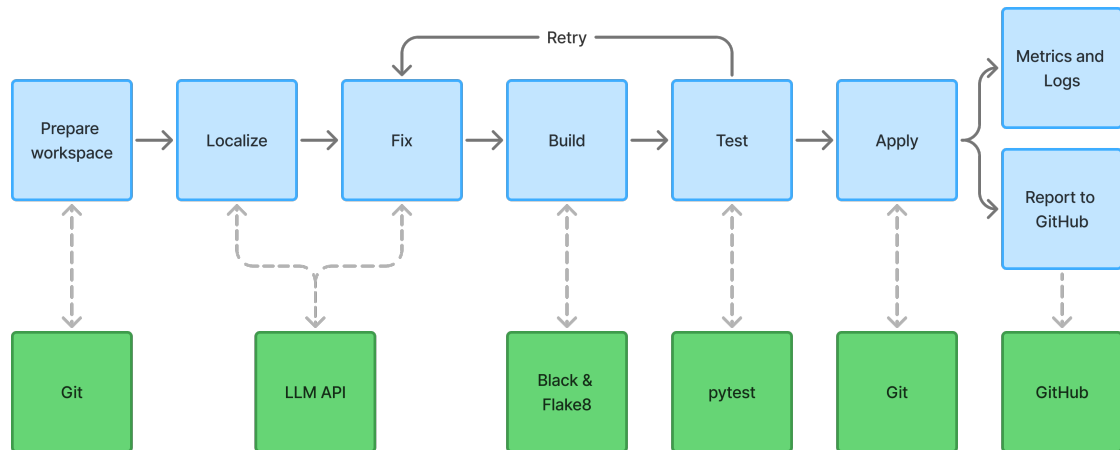 Retry
Prepare
workspace
Localize
Fix
Build
Test
Apply
Metrics and
Logs
Report to
GitHub
Git
LLM API
Black &
Flake8
pytest
Git
GitHub